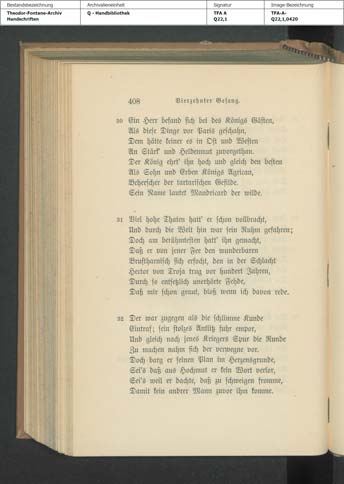 Bestandsbezeichnung
Archivalieneinheit
Signatur
Image-Bezeichnung
Theodor-Fontane-Archiv
Handschriften
Q - Handbibliothek
TFA A
Q22,1
TFA-A-
Q22,1,0420
408 Vierzehnter Gesang.
30 Ein Herr befand sich bei des Königs Gästen,
Als diese Dinge vor Paris geschahn,
Dem hätte keiner es in Ost und Westen
An Stärk' und Heldenmut zuvorgethan.
Der König ehrt' ihn hoch und gleich den besten
Als Sohn und Erben Königs Agrican,
Beherrscher der tartarischen Gefilde.
Sein Name lautet Mandricard der wilde.
31 Viel hohe Thaten hatt' er schon vollbracht,
Und durch die Welt hin war sein Ruhm gefahren;
Doch am berühmtesten hatt' ihn gemacht,
Daß er von jener Fee den wunderbaren
Brustharnisch sich erfocht, den in der Schlacht
Hector von Troja trug vor hundert Jahren,
Durch so entsetzlich unerhörte Fehde,
Daß mir schon graut, bloß wenn ich davon rede.
32 Der war zugegen als die schlimme Kunde
Eintraf; sein stolzes Antlitz fuhr empor,
Und gleich nach jenes Kriegers Spur die Runde
Zu machen nahm sich der verwegne vor.
Doch barg er seinen Plan im Herzensgrunde,
Sei's daß aus Hochmut er kein Wort verlor,
Sei's weil er dachte, daß zu schweigen fromme,
Damit kein andrer Mann zuvor ihm komme.